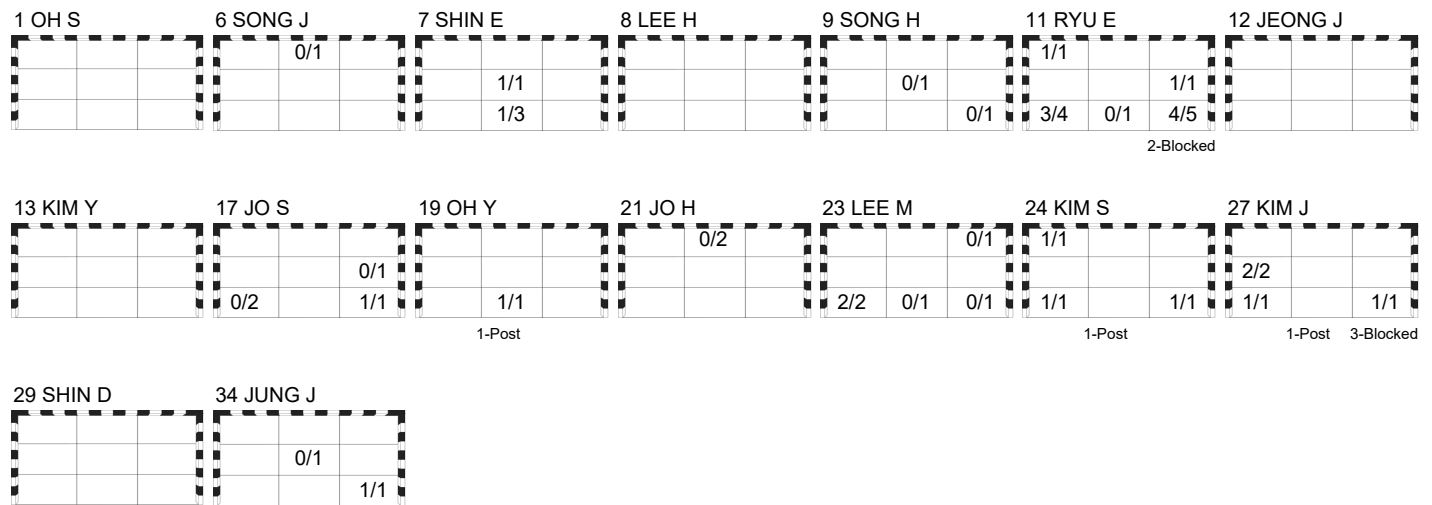 1 OH S 6 SONG J 7 SHIN E 8 LEE H 9 SONG H 11 RYU E 12 JEONG J
0/1 1/1
1/1 0/1 1/1
1/3 0/1 3/4 0/1 4/5
2-Blocked
13 KIM Y 17 JO S 19 OH Y 21 JO H 23 LEE M 24 KIM S 27 KIM J
0/2 0/1 1/1
0/1 2/2
0/2 1/1 1/1 2/2 0/1 0/1 1/1 1/1 1/1 1/1
1-Post 1-Post 1-Post 3-Blocked
29 SHIN D 34 JUNG J
0/1
1/1